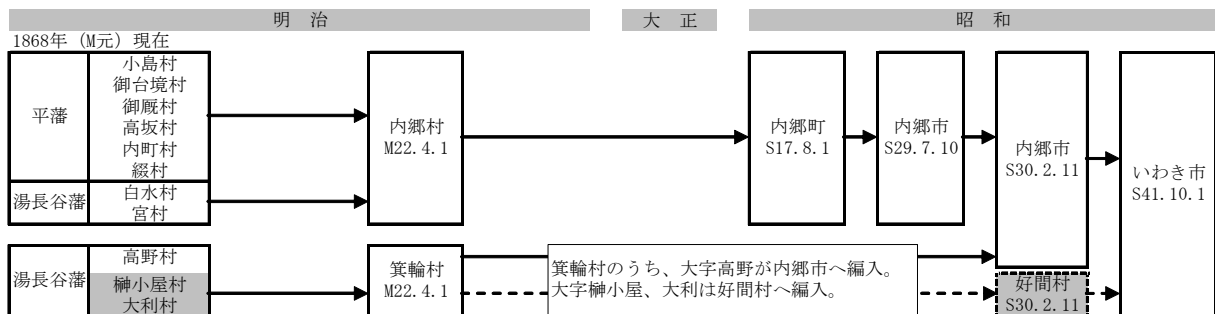 明　治
大　正
昭　和
1868年（M元）現在
平藩
小島村
御台境村
御厩村
高坂村
内町村
綴村
湯長谷藩
白水村
宮村
内郷村
M22.4.1
内郷町
S17.8.1
内郷市
S29.7.10
内郷市
S30.2.11
いわき市
S41.10.1
湯長谷藩
高野村
榊小屋村
大利村
箕輪村
M22.4.1
箕輪村のうち、大字高野が内郷市へ編入。
大字榊小屋、大利は好間村へ編入。
好間村
S30.2.11